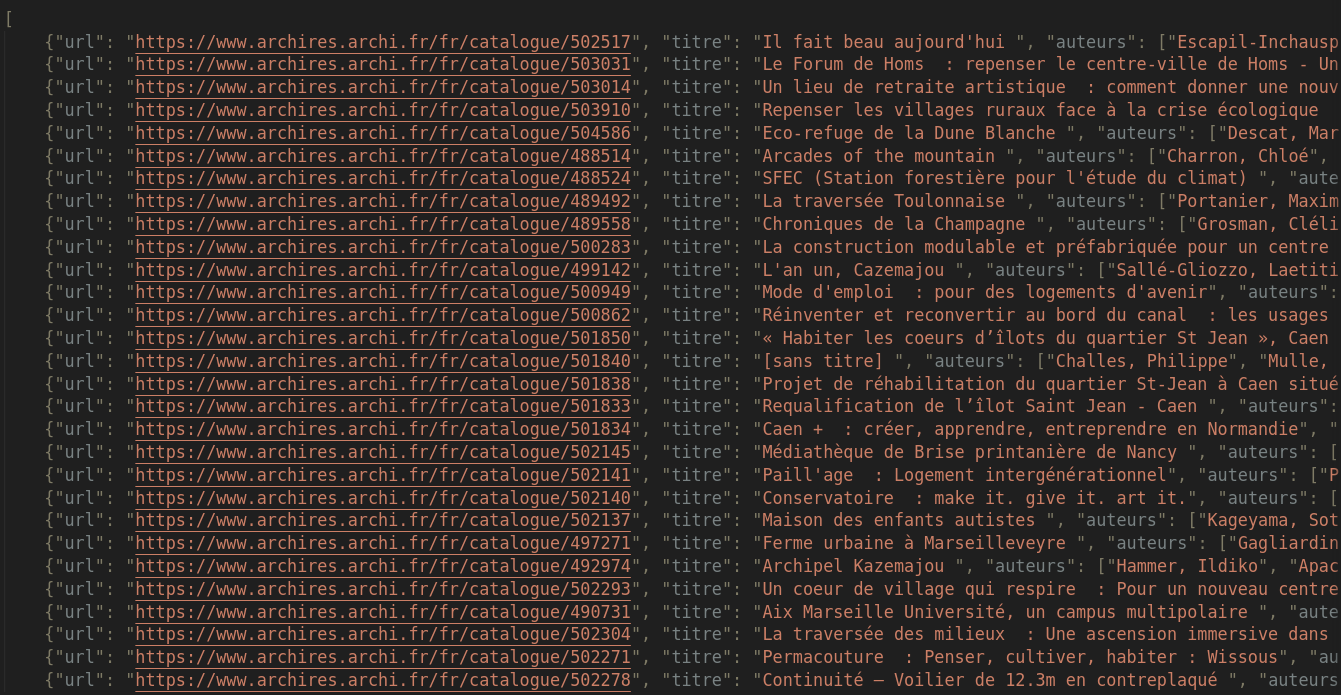 [
{"url": "https://www.archires.archi.fr/fr/catalogue/502517", "titre": "Il fait beau aujourd'hui ", "auteurs": ["Escapil-Inchausp
{"url": "https://www.archires.archi.fr/fr/catalogue/503031", "titre": "Le Forum de Homs  : repenser le centre-ville de Homs - Un
{"url": "https://www.archires.archi.fr/fr/catalogue/503014", "titre": "Un lieu de retraite artistique  : comment donner une nouv
{"url": "https://www.archires.archi.fr/fr/catalogue/503910", "titre": "Repenser les villages ruraux face à la crise écologique
{"url": "https://www.archires.archi.fr/fr/catalogue/504586", "titre": "Eco-refuge de la Dune Blanche ", "auteurs": ["Descat, Mar
{"url": "https://www.archires.archi.fr/fr/catalogue/488514", "titre": "Arcades of the mountain ", "auteurs": ["Charron, Chloé",
{"url": "https://www.archires.archi.fr/fr/catalogue/488524", "titre": "SFEC (Station forestière pour l'étude du climat) ", "aute
{"url": "https://www.archires.archi.fr/fr/catalogue/489492", "titre": "La traversée Toulonnaise ", "auteurs": ["Portanier, Maxim
{"url": "https://www.archires.archi.fr/fr/catalogue/489558", "titre": "Chroniques de la Champagne ", "auteurs": ["Grosman, Cléli
{"url": "https://www.archires.archi.fr/fr/catalogue/500283", "titre": "La construction modulable et préfabriquée pour un centre
{"url": "https://www.archires.archi.fr/fr/catalogue/499142", "titre": "L'an un, Cazemajou ", "auteurs": ["Sallé-Gliozzo, Laetiti
{"url": "https://www.archires.archi.fr/fr/catalogue/500949", "titre": "Mode d'emploi  : pour des logements d'avenir", "auteurs":
{"url": "https://www.archires.archi.fr/fr/catalogue/500862", "titre": "Réinventer et reconvertir au bord du canal  : les usages
{"url": "https://www.archires.archi.fr/fr/catalogue/501850", "titre": "« Habiter les coeurs d’îlots du quartier St Jean », Caen
{"url": "https://www.archires.archi.fr/fr/catalogue/501840", "titre": "[sans titre] ", "auteurs": ["Challes, Philippe", "Mulle,
{"url": "https://www.archires.archi.fr/fr/catalogue/501838", "titre": "Projet de réhabilitation du quartier St-Jean à Caen situé
{"url": "https://www.archires.archi.fr/fr/catalogue/501833", "titre": "Requalification de l’îlot Saint Jean - Caen ", "auteurs":
{"url": "https://www.archires.archi.fr/fr/catalogue/501834", "titre": "Caen +  : créer, apprendre, entreprendre en Normandie", "
{"url": "https://www.archires.archi.fr/fr/catalogue/502145", "titre": "Médiathèque de Brise printanière de Nancy ", "auteurs": [
{"url": "https://www.archires.archi.fr/fr/catalogue/502141", "titre": "Paill'age  : Logement intergénérationnel", "auteurs": ["P
{"url": "https://www.archires.archi.fr/fr/catalogue/502140", "titre": "Conservatoire  : make it. give it. art it.", "auteurs": [
{"url": "https://www.archires.archi.fr/fr/catalogue/502137", "titre": "Maison des enfants autistes ", "auteurs": ["Kageyama, Sot
{"url": "https://www.archires.archi.fr/fr/catalogue/497271", "titre": "Ferme urbaine à Marseilleveyre ", "auteurs": ["Gagliardin
{"url": "https://www.archires.archi.fr/fr/catalogue/492974", "titre": "Archipel Kazemajou ", "auteurs": ["Hammer, Ildiko", "Apac
{"url": "https://www.archires.archi.fr/fr/catalogue/502293", "titre": "Un coeur de village qui respire  : Pour un nouveau centre
{"url": "https://www.archires.archi.fr/fr/catalogue/490731", "titre": "Aix Marseille Université, un campus multipolaire ", "aute
{"url": "https://www.archires.archi.fr/fr/catalogue/502304", "titre": "La traversée des milieux  : Une ascension immersive dans
{"url": "https://www.archires.archi.fr/fr/catalogue/502271", "titre": "Permacouture  : Penser, cultiver, habiter : Wissous", "au
{"url": "https://www.archires.archi.fr/fr/catalogue/502278", "titre": "Continuité – Voilier de 12.3m en contreplaqué ", "auteurs